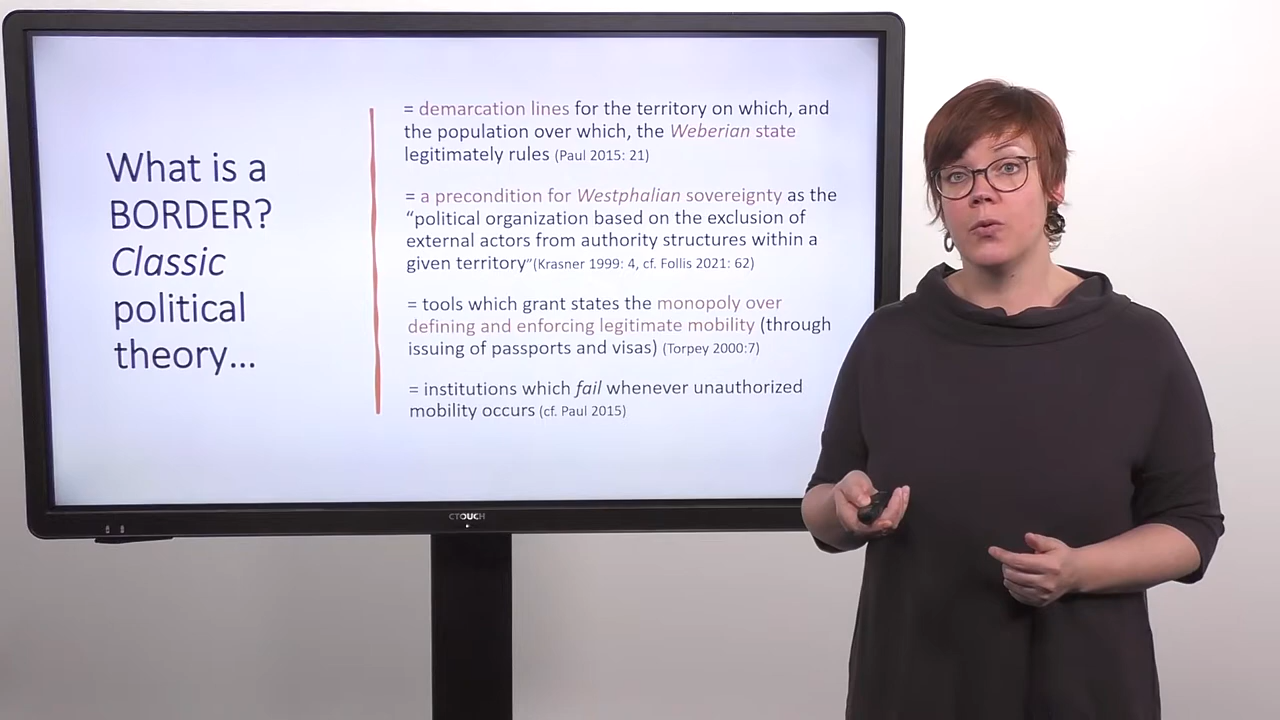 What is a
BORDER?
Classic
political
theory...
= demarcation lines for the territory on which, and
the population over which, the Weberian state
legitimately rules (Paul 2015: 21)
= a precondition for Westphalian sovereignty as the
“political organization based on the exclusion of
external actors from authority structures within a
given territory”(Krasner 1999: 4, cf. Follis 2021: 62)
= tools which grant states the monopoly over
defining and enforcing legitimate mobility (through
issuing of passports and visas) (Torpey 2000:7)
= institutions which fail whenever unauthorized
mobility occurs (cf. Paul 2015)
CTOUCH